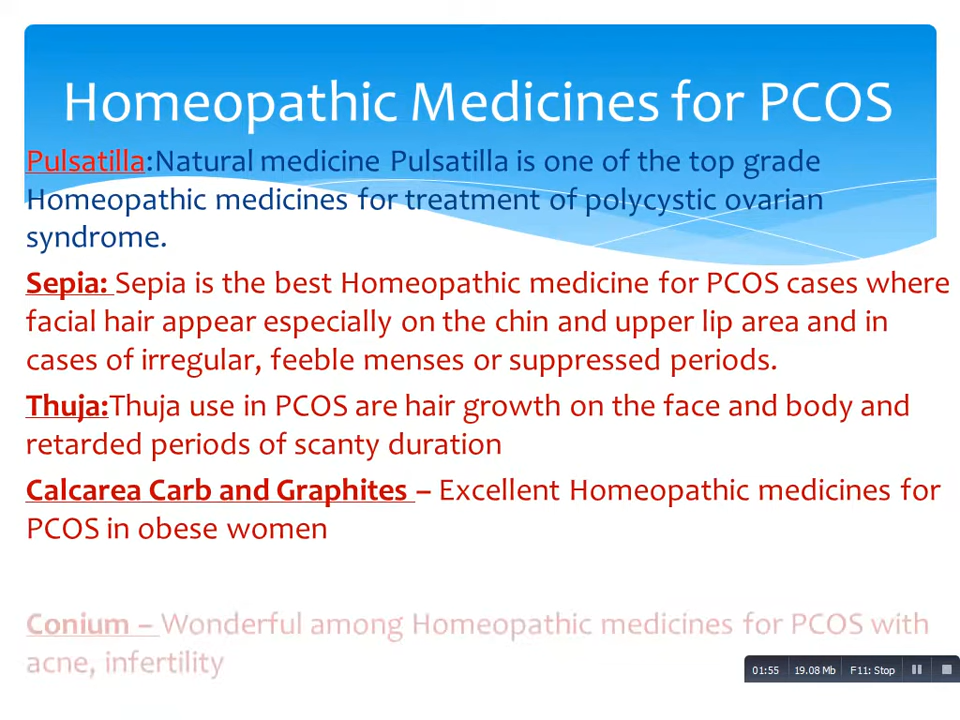 Homeopathic Medicines for PCOS
Pulsatilla:Natural medicine Pulsatilla is one of the top grade
Homeopathic medicines for treatment of polycystic ovarian
syndrome.
Sepia: Sepia is the best Homeopathic medicine for PCOS cases where
facial hair appear especially on the chin and upper lip area and in
cases of irregular, feeble menses or suppressed periods.
Thuja:Thuja use in PCOS are hair growth on the face and body and
retarded periods of scanty duration
Calcarea Carb and Graphites – Excellent Homeopathic medicines for
PCOS in obese women
Conium – Wonderful among Homeopathic medicines for PCOS with
acne, infertility
01:55 19.08 Mb F11: Stop